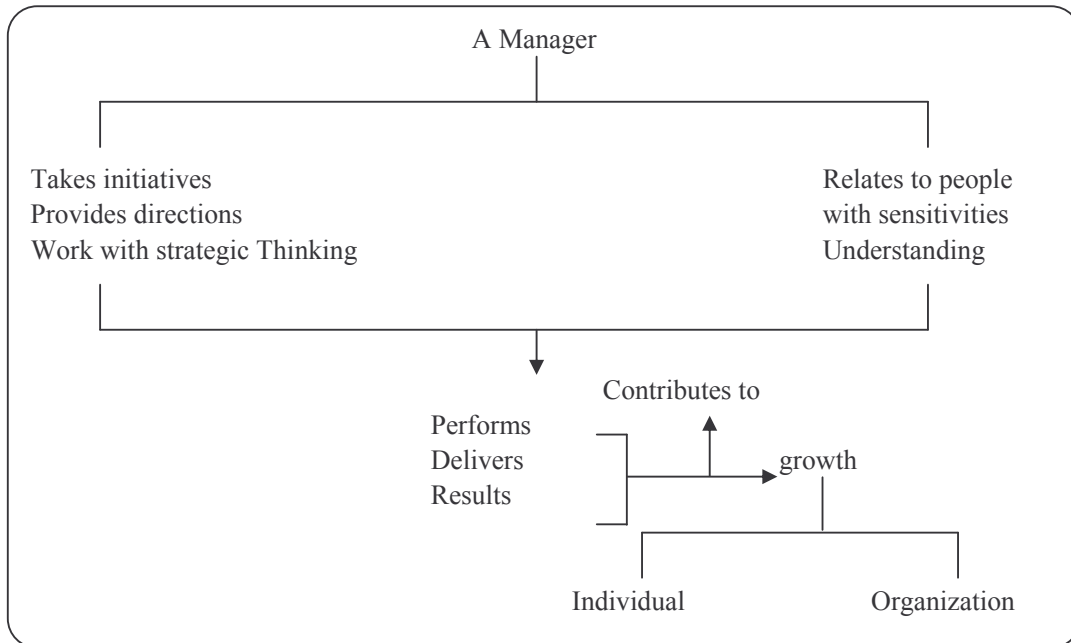 A Manager
Takes initiatives
Provides directions
Work with strategic Thinking
Relates to people
with sensitivities
Understanding
Contributes to
Performs
Delivers
Results
growth
Individual
Organization